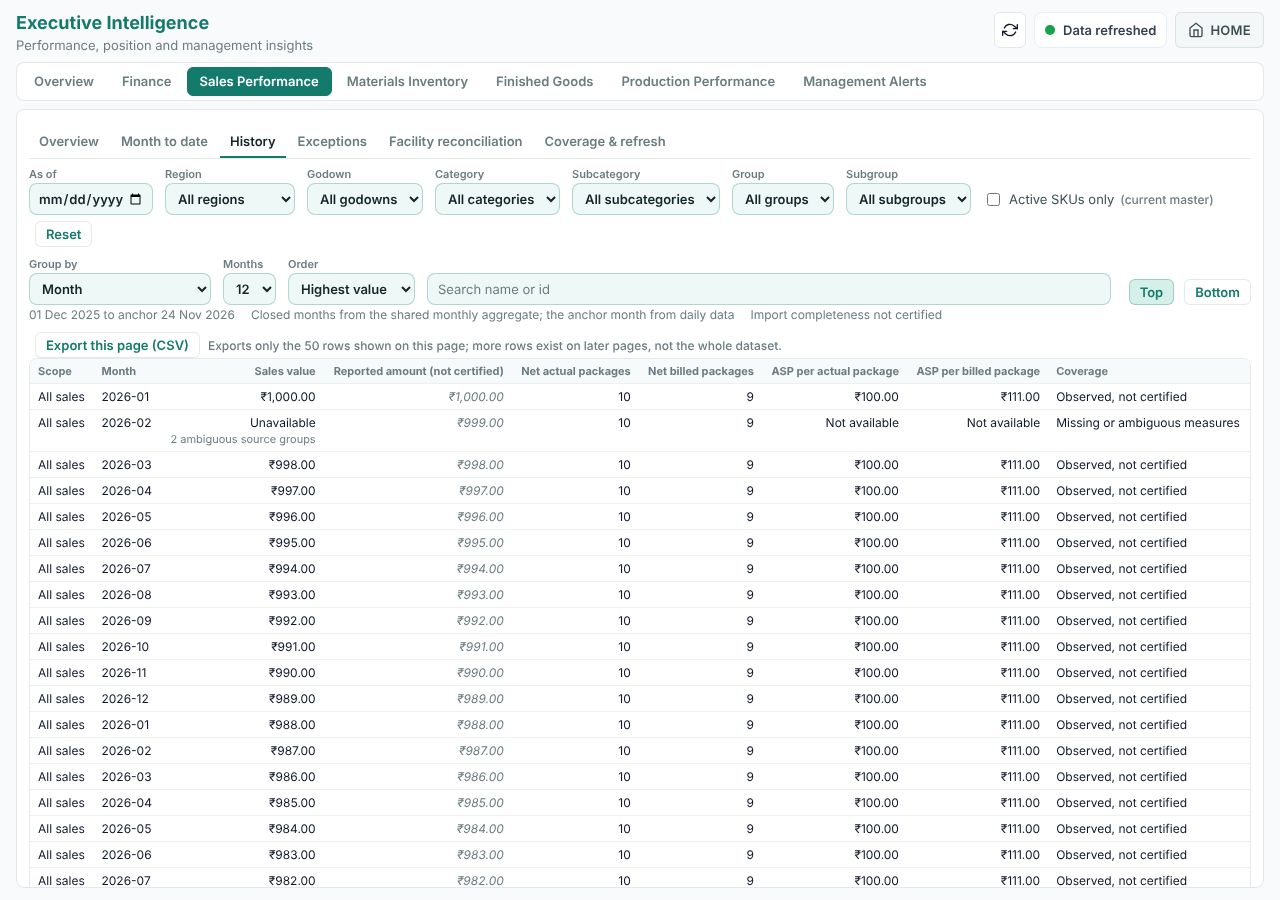 Executive Intelligence
Performance, position and management insights
Data refreshed
HOME
Overview Finance Sales Performance Materials Inventory Finished Goods Production Performance Management Alerts
Overview Month to date History Exceptions Facility reconciliation Coverage & refresh
As of Region Godown Category Subcategory Group Subgroup
mm/dd/yyyy All regions All godowns All categories All subcategories All groups All subgroups Active SKUs only (current master)
Reset
Group by Months Order
Month 12 Highest value Search name or id Top Bottom
01 Dec 2025 to anchor 24 Nov 2026 Closed months from the shared monthly aggregate; the anchor month from daily data Import completeness not certified
Export this page (CSV) Exports only the 50 rows shown on this page; more rows exist on later pages, not the whole dataset.
Scope Month Sales value Reported amount (not certified) Net actual packages Net billed packages ASP per actual package ASP per billed package Coverage
All sales 2026-01 ₹1,000.00 ₹1,000.00 10 9 ₹100.00 ₹111.00 Observed, not certified
All sales 2026-02 Unavailable ₹999.00 10 9 Not available Not available Missing or ambiguous measures
2 ambiguous source groups
All sales 2026-03 ₹998.00 ₹998.00 10 9 ₹100.00 ₹111.00 Observed, not certified
All sales 2026-04 ₹997.00 ₹997.00 10 9 ₹100.00 ₹111.00 Observed, not certified
All sales 2026-05 ₹996.00 ₹996.00 10 9 ₹100.00 ₹111.00 Observed, not certified
All sales 2026-06 ₹995.00 ₹995.00 10 9 ₹100.00 ₹111.00 Observed, not certified
All sales 2026-07 ₹994.00 ₹994.00 10 9 ₹100.00 ₹111.00 Observed, not certified
All sales 2026-08 ₹993.00 ₹993.00 10 9 ₹100.00 ₹111.00 Observed, not certified
All sales 2026-09 ₹992.00 ₹992.00 10 9 ₹100.00 ₹111.00 Observed, not certified
All sales 2026-10 ₹991.00 ₹991.00 10 9 ₹100.00 ₹111.00 Observed, not certified
All sales 2026-11 ₹990.00 ₹990.00 10 9 ₹100.00 ₹111.00 Observed, not certified
All sales 2026-12 ₹989.00 ₹989.00 10 9 ₹100.00 ₹111.00 Observed, not certified
All sales 2026-01 ₹988.00 ₹988.00 10 9 ₹100.00 ₹111.00 Observed, not certified
All sales 2026-02 ₹987.00 ₹987.00 10 9 ₹100.00 ₹111.00 Observed, not certified
All sales 2026-03 ₹986.00 ₹986.00 10 9 ₹100.00 ₹111.00 Observed, not certified
All sales 2026-04 ₹985.00 ₹985.00 10 9 ₹100.00 ₹111.00 Observed, not certified
All sales 2026-05 ₹984.00 ₹984.00 10 9 ₹100.00 ₹111.00 Observed, not certified
All sales 2026-06 ₹983.00 ₹983.00 10 9 ₹100.00 ₹111.00 Observed, not certified
All sales 2026-07 ₹982.00 ₹982.00 10 9 ₹100.00 ₹111.00 Observed, not certified